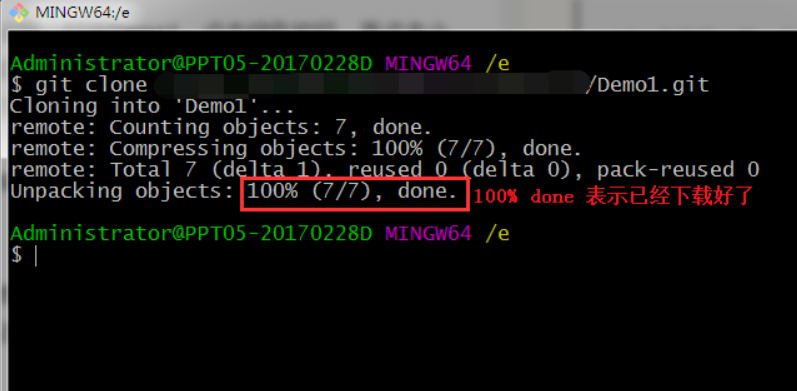 MINGW64:/e
Administrator@PPT05-20170228D MINGW64 /e
$ git clone /Demo1.git
Cloning into 'Demo1'...
remote: Counting objects: 7, done.
remote: Compressing objects: 100% (7/7), done.
remote: Total 7 (delta 1), reused 0 (delta 0), pack-reused 0
Unpacking objects: 100% (7/7), done. 100% done 表示已经下载好了
Administrator@PPT05-20170228D MINGW64 /e
$